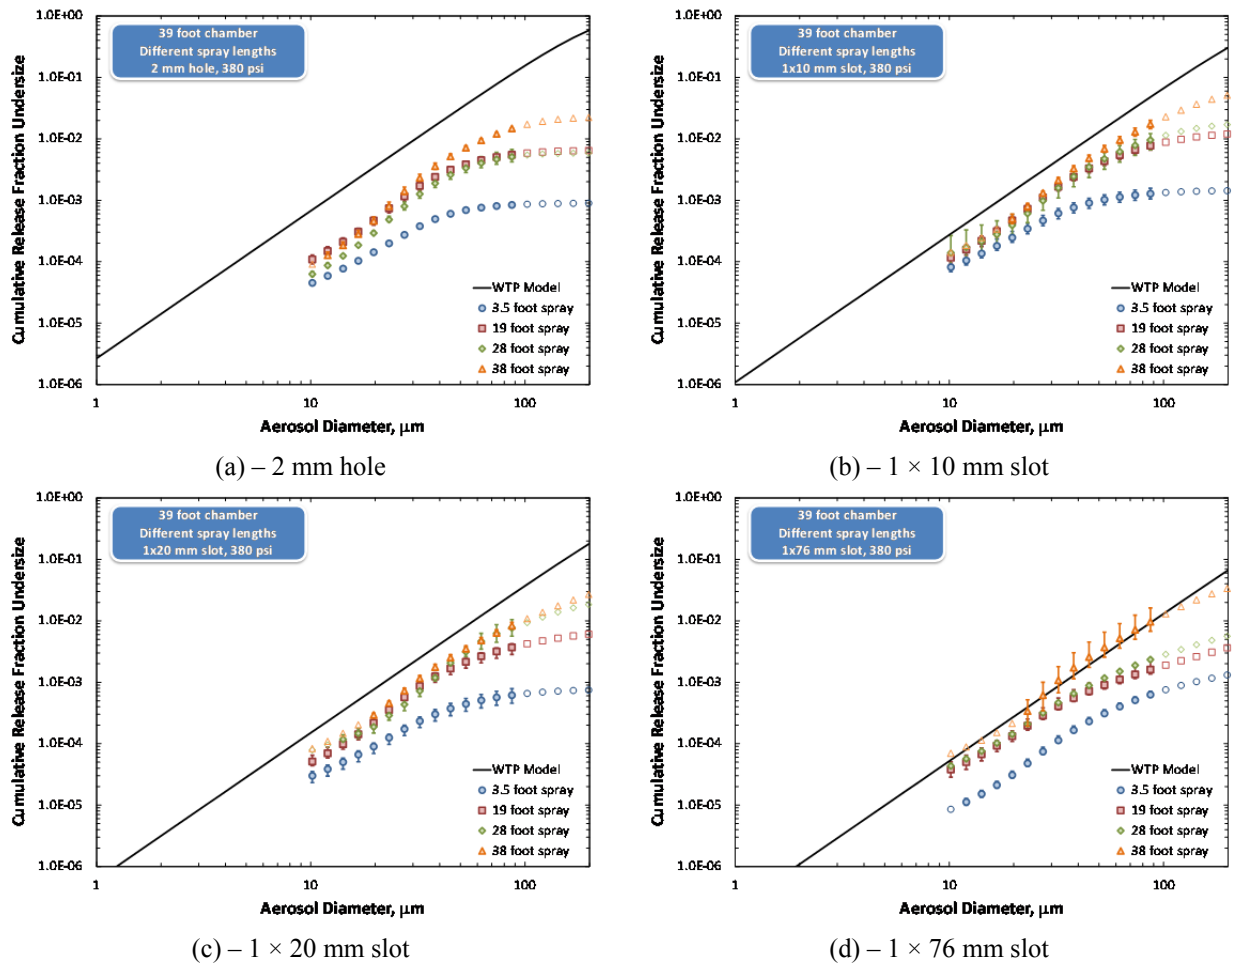 39 foot chamber
Different spray lengths
2 mm hole, 380 psi
Cumulative Release Fraction Undersize
1.0E+00
1.0E-01
1.0E-02
1.0E-03
1.0E-04
1.0E-05
1.0E-06
WTP Model
3.5 foot spray
19 foot spray
28 foot spray
38 foot spray
1
10
100
Aerosol Diameter, μm
(a) – 2 mm hole
39 foot chamber
Different spray lengths
1x10 mm slot, 380 psi
Cumulative Release Fraction Undersize
1.0E+00
1.0E-01
1.0E-02
1.0E-03
1.0E-04
1.0E-05
1.0E-06
WTP Model
3.5 foot spray
19 foot spray
28 foot spray
38 foot spray
1
10
100
Aerosol Diameter, μm
(b) – 1 × 10 mm slot
39 foot chamber
Different spray lengths
1x20 mm slot, 380 psi
Cumulative Release Fraction Undersize
1.0E+00
1.0E-01
1.0E-02
1.0E-03
1.0E-04
1.0E-05
1.0E-06
WTP Model
3.5 foot spray
19 foot spray
28 foot spray
38 foot spray
1
10
100
Aerosol Diameter, μm
(c) – 1 × 20 mm slot
39 foot chamber
Different spray lengths
1x76 mm slot, 380 psi
Cumulative Release Fraction Undersize
1.0E+00
1.0E-01
1.0E-02
1.0E-03
1.0E-04
1.0E-05
1.0E-06
WTP Model
3.5 foot spray
19 foot spray
28 foot spray
38 foot spray
1
10
100
Aerosol Diameter, μm
(d) – 1 × 76 mm slot